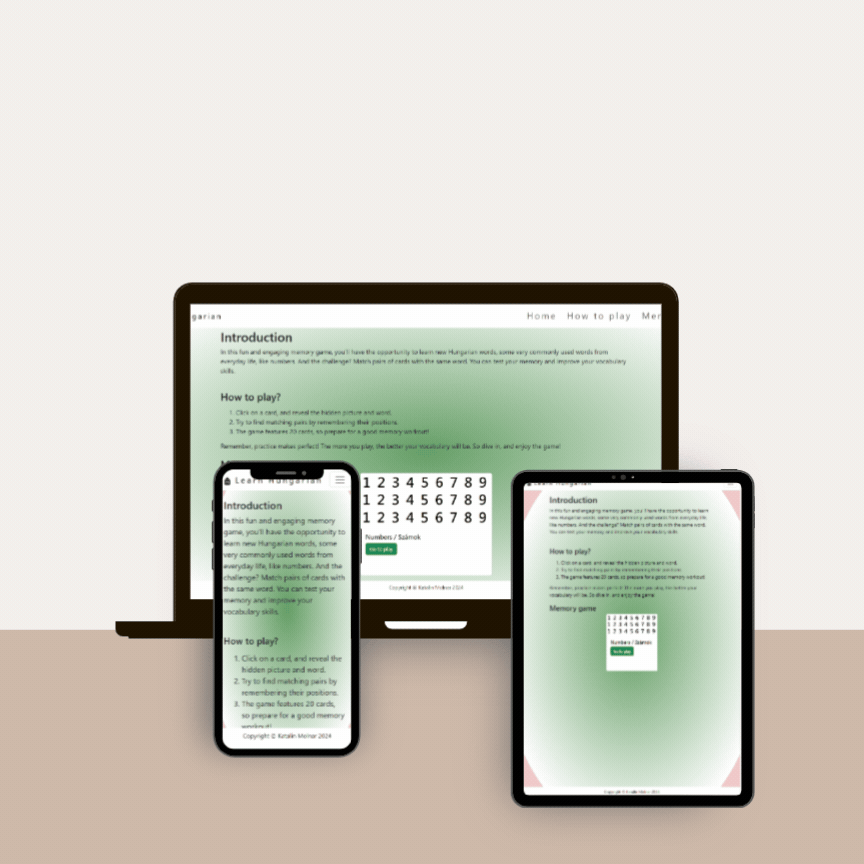 garian
Home How to play Mer
Introduction
In this fun and engaging memory game, you'll have the opportunity to learn new Hungarian words, some very commonly used words from
everyday life, like numbers. And the challenge? Match pairs of cards with the same word. You can test your memory and improve your vocabulary
skills.
How to play?
1. Click on a card, and reveal the hidden picture and word.
2. Try to find matching pairs by remembering their positions.
3. The game features 20 cards, so prepare for a good memory workout!
Remember, practice makes perfect! The more you play, the better your vocabulary will be. So dive in, and enjoy the game!
1 2 3 4 5 6 7 8 9
1 2 3 4 5 6 7 8 9
1 2 3 4 5 6 7 8 9
Numbers / Számok
Go to play
Copyright © Katalin Molnar 2024
Learn Hungarian
Introduction
In this fun and engaging memory
game, you'll have the opportunity to
learn new Hungarian words, some
very commonly used words from
everyday life, like numbers. And the
challenge? Match pairs of cards with
the same word. You can test your
memory and improve your
vocabulary skills.
How to play?
1. Click on a card, and reveal the
hidden picture and word.
2. Try to find matching pairs by
remembering their positions.
3. The game features 20 cards,
so prepare for a good memory
workout!
Copyright © Katalin Molnar 2024
Introduction
In this fun and engaging memory game, you'll have the opportunity to learn
new Hungarian words, some very commonly used words from everyday life,
like numbers. And the challenge? Match pairs of cards with the same word.
You can test your memory and improve your vocabulary skills.
How to play?
1. Click on a card, and reveal the hidden picture and word.
2. Try to find matching pairs by remembering their positions.
3. The game features 20 cards, so prepare for a good memory workout!
Remember, practice makes perfect! The more you play, the better your
vocabulary will be. So dive in, and enjoy the game!
Memory game
1 2 3 4 5 6 7 8 9
1 2 3 4 5 6 7 8 9
1 2 3 4 5 6 7 8 9
Numbers / Számok
Go to play
Copyright © Katalin Molnar 2024